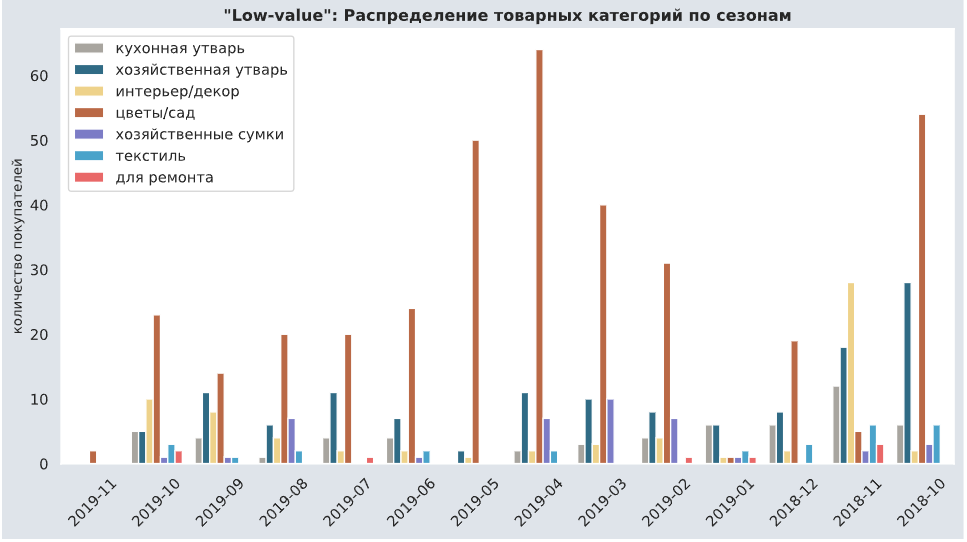 "Low-value": Распределение товарных категорий по сезонам
кухонная утварь
хозяйственная утварь
интерьер/декор
цветы/сад
хозяйственные сумки
текстиль
для ремонта
количество покупателей
60
50
40
30
20
10
0
2019-11
2019-10
2019-09
2019-08
2019-07
2019-06
2019-05
2019-04
2019-03
2019-02
2019-01
2018-12
2018-11
2018-10